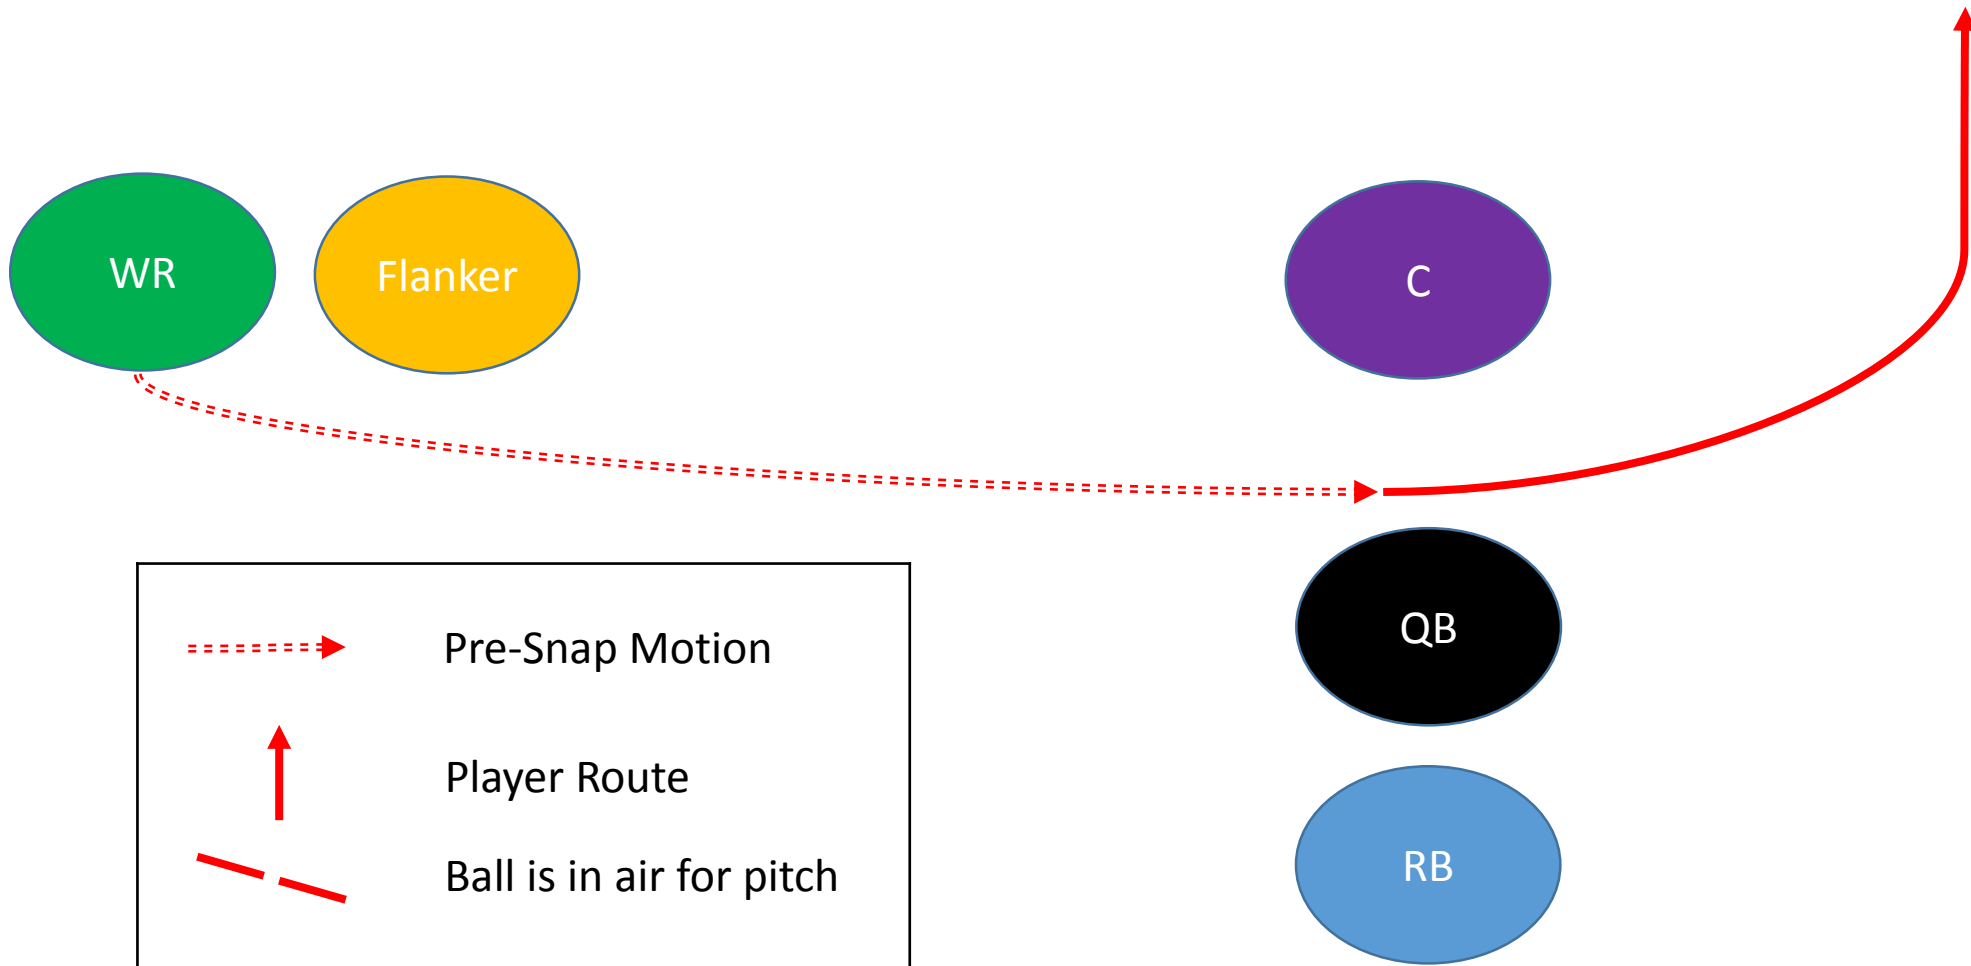 WR
Flanker
C
QB
RB
Pre-Snap Motion
Player Route
Ball is in air for pitch